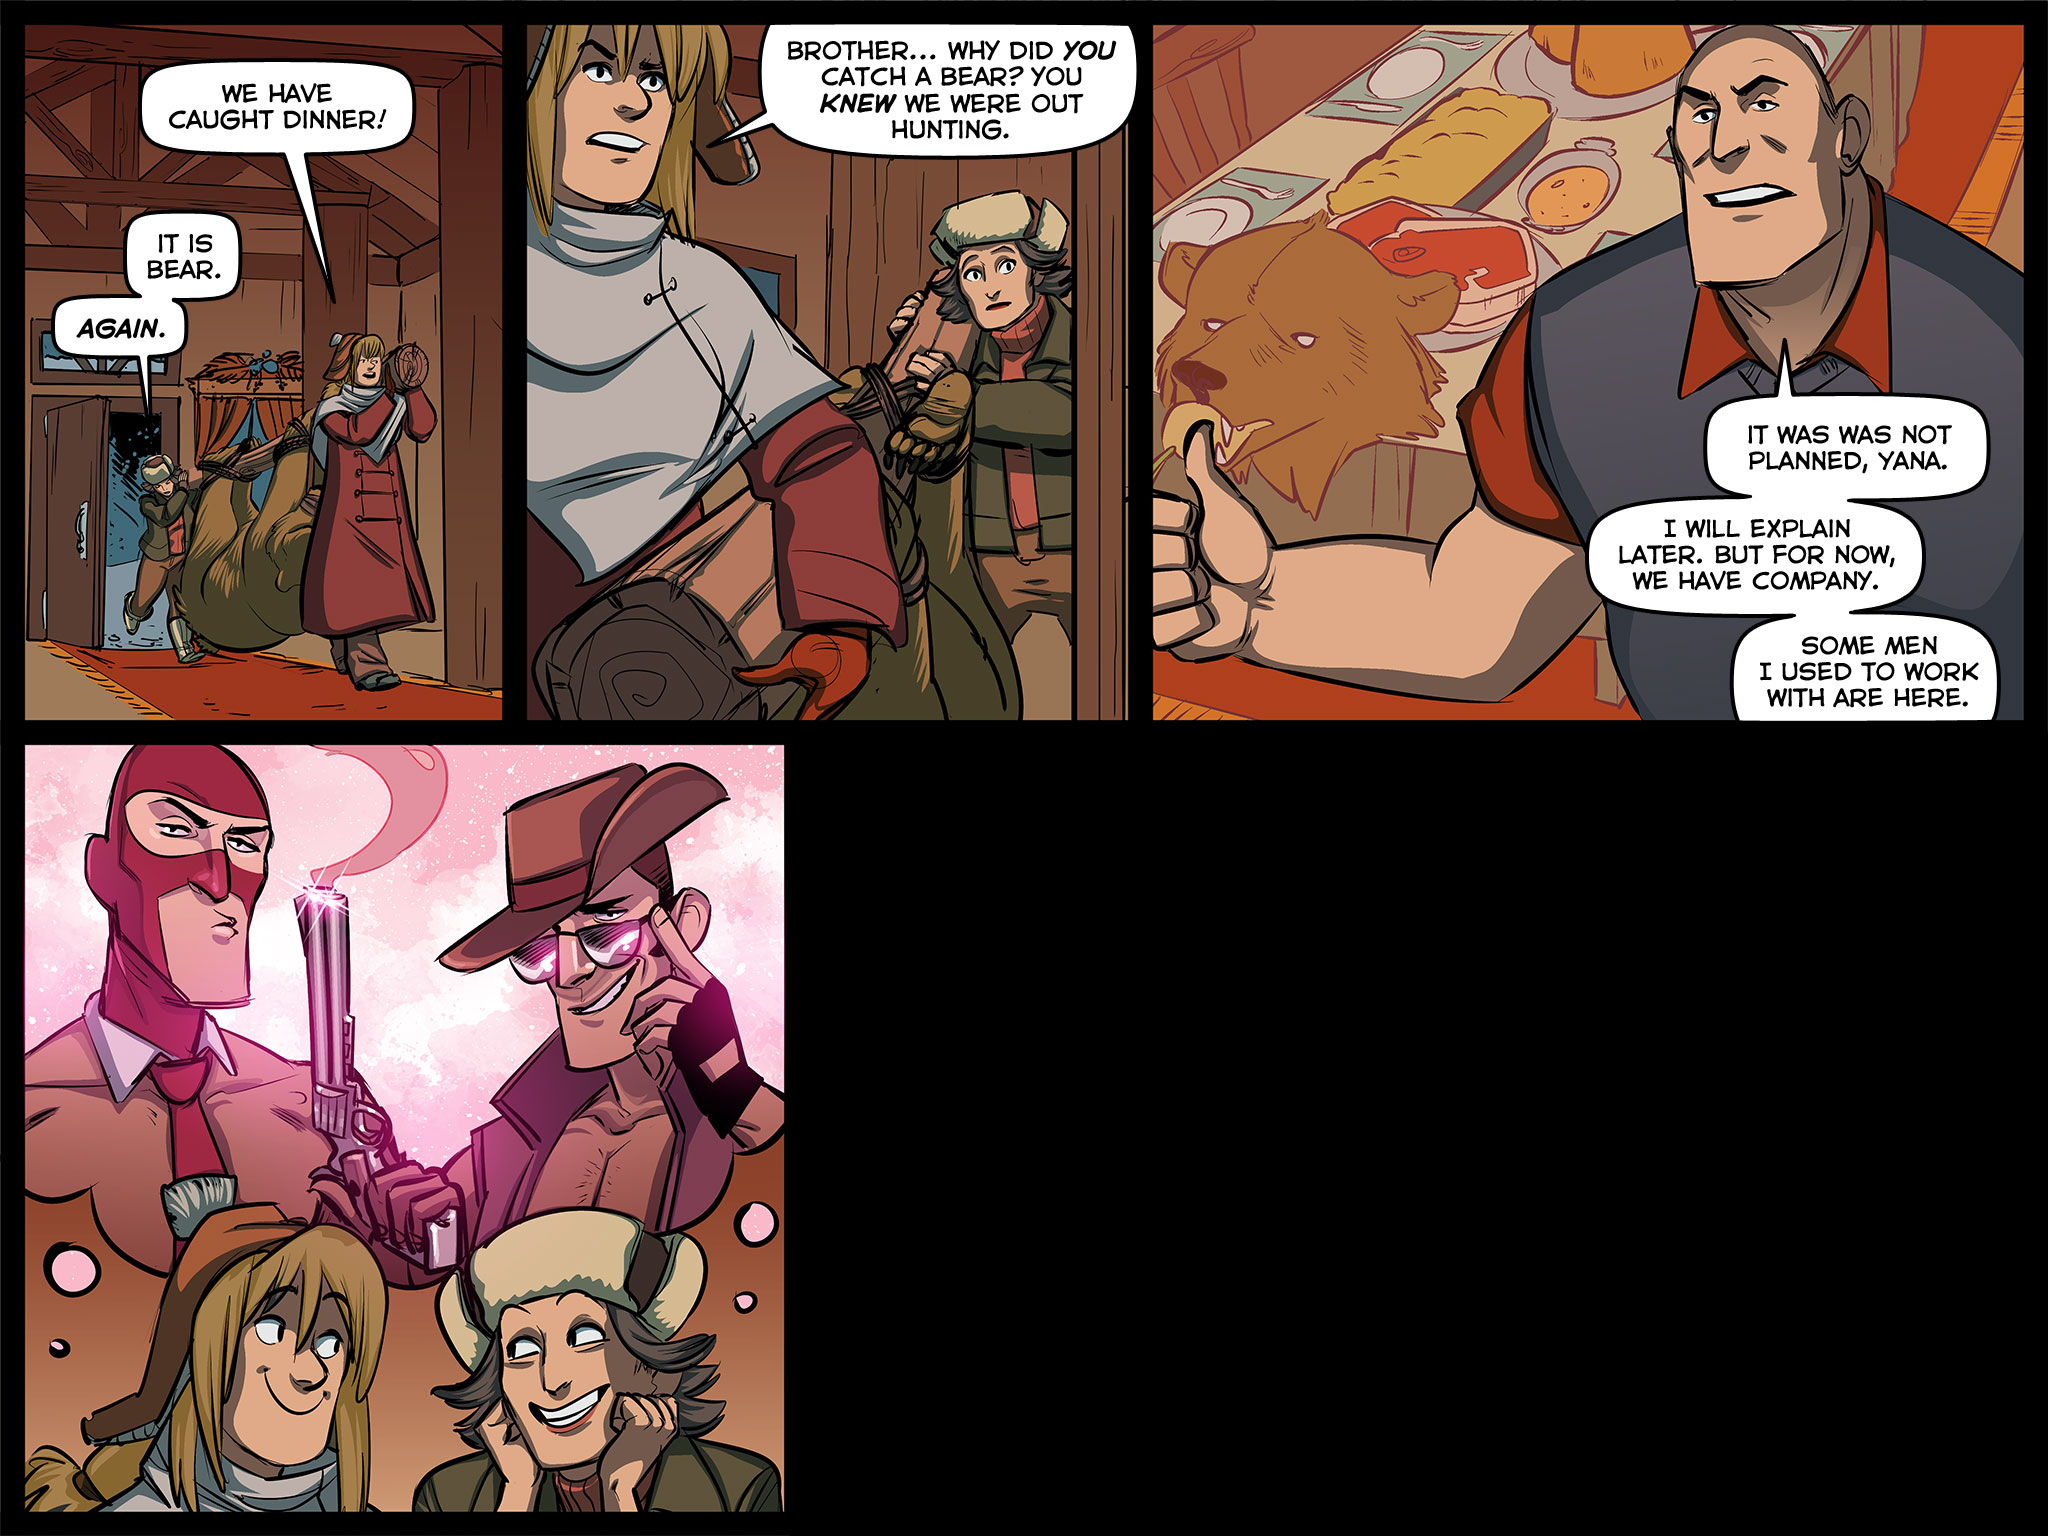 WE HAVE
CAUGHT DINNER!
IT IS
BEAR.
AGAIN.
BROTHER... WHY DID YOU
CATCH A BEAR? YOU
KNEW WE WERE OUT
HUNTING.
IT WAS WAS NOT
PLANNED, YANA.
I WILL EXPLAIN
LATER. BUT FOR NOW,
WE HAVE COMPANY.
SOME MEN
I USED TO WORK
WITH ARE HERE.